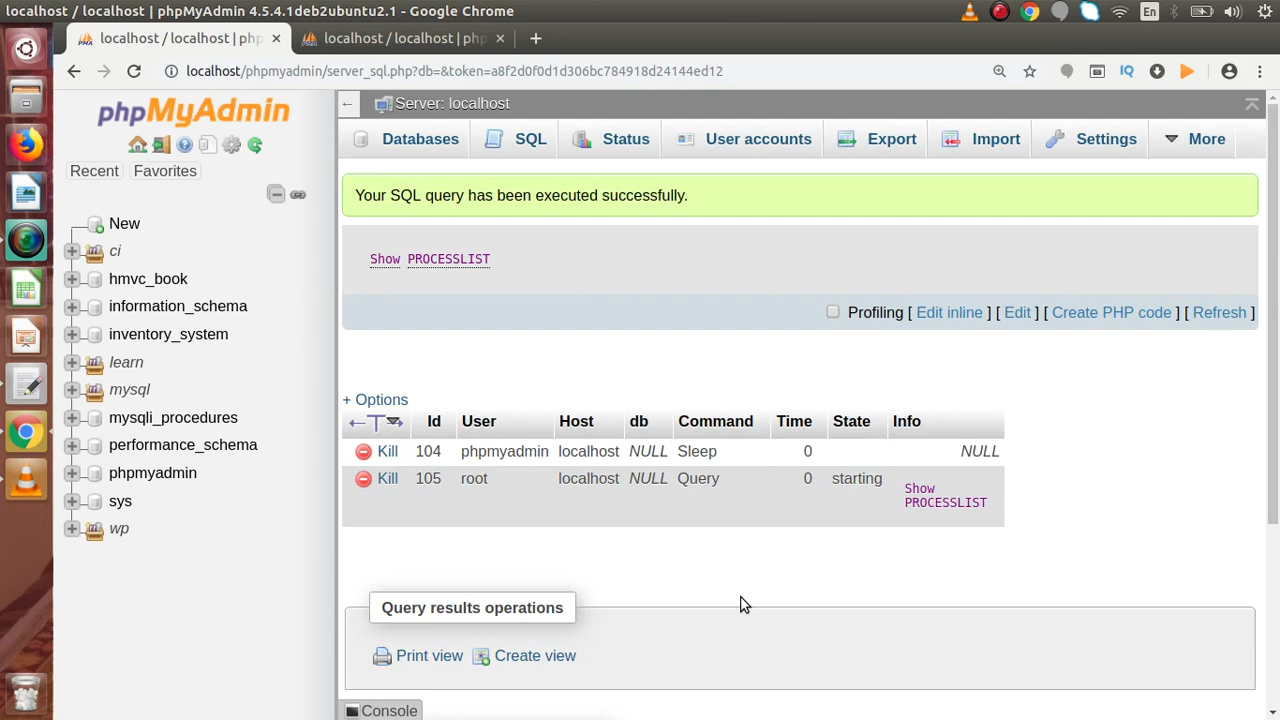 localhost / localhost | phpMyAdmin 4.5.4.1deb2ubuntu2.1 - Google Chrome
En
localhost / localhost | php
localhost / localhost | php
localhost/phpmyadmin/server_sql.php?db=&token=a8f2d0f0d1d306bc784918d24144ed12
IQ
phpMyAdmin
Recent
Favorites
New
ci
hmvc_book
information_schema
inventory_system
learn
mysql
mysqli_procedures
performance_schema
phpmyadmin
sys
wp
Server: localhost
Databases SQL Status User accounts Export Import Settings More
Your SQL query has been executed successfully.
Show PROCESSLIST
Profiling [ Edit inline ] [ Edit ] [ Create PHP code ] [ Refresh ]
+ Options
Id User Host db Command Time State Info
Kill 104 phpmyadmin localhost NULL Sleep 0 NULL
Kill 105 root localhost NULL Query 0 starting Show
PROCESSLIST
Query results operations
Print view Create view
Console